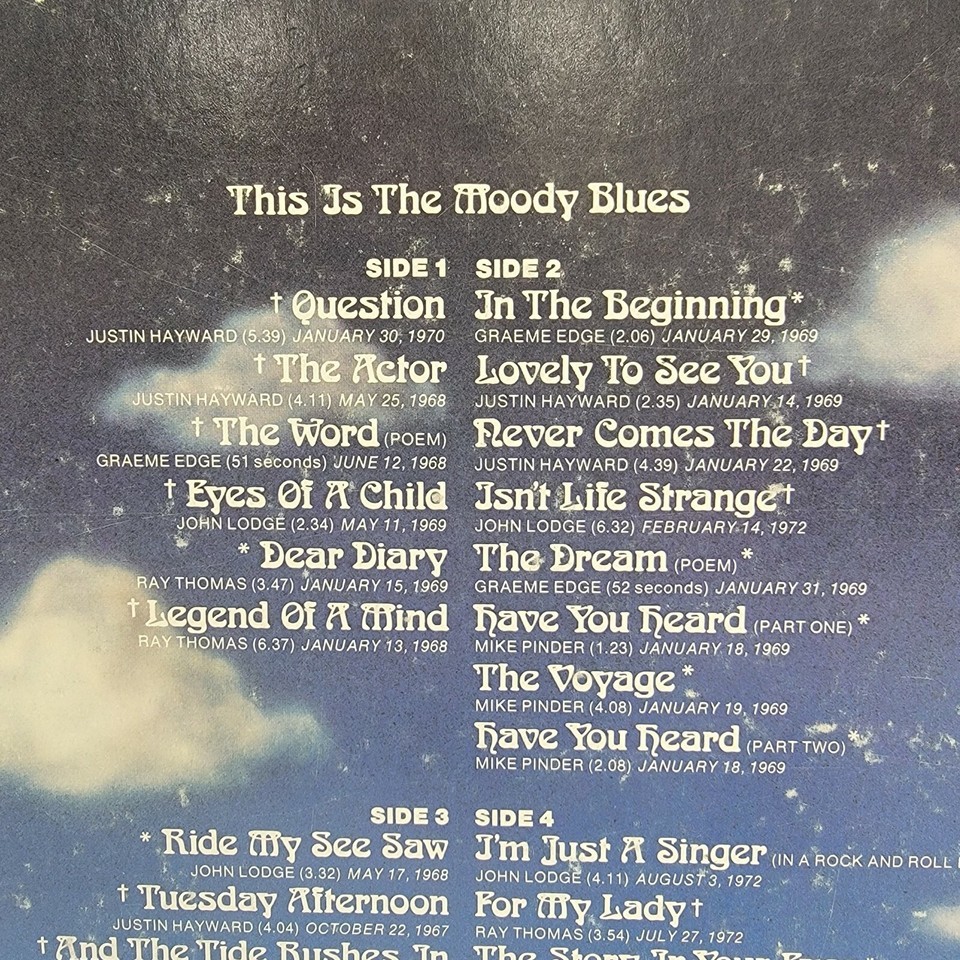 This Is The Moody Blues
SIDE 1
† Question
JUSTIN HAYWARD (5.39) JANUARY 30, 1970
† The Actor
JUSTIN HAYWARD (4.11) MAY 25, 1968
† The Word (POEM)
GRAEME EDGE (51 seconds) JUNE 12, 1968
† Eyes Of A Child
JOHN LODGE (2.34) MAY 11, 1969
* Dear Diary
RAY THOMAS (3.47) JANUARY 15, 1969
† Legend Of A Mind
RAY THOMAS (6.37) JANUARY 13, 1968
SIDE 2
In The Beginning*
GRAEME EDGE (2.06) JANUARY 29, 1969
Lovely To See You†
JUSTIN HAYWARD (2.35) JANUARY 14, 1969
Never Comes The Day†
JUSTIN HAYWARD (4.39) JANUARY 22, 1969
Isn't Life Strange†
JOHN LODGE (6.32) FEBRUARY 14, 1972
The Dream (POEM)*
GRAEME EDGE (52 seconds) JANUARY 31, 1969
Have You Heard (PART ONE)*
MIKE PINDER (1.23) JANUARY 18, 1969
The Voyage*
MIKE PINDER (4.08) JANUARY 19, 1969
Have You Heard (PART TWO)*
MIKE PINDER (2.08) JANUARY 18, 1969
SIDE 3
* Ride My See Saw
JOHN LODGE (3.32) MAY 17, 1968
† Tuesday Afternoon
JUSTIN HAYWARD (4.04) OCTOBER 22, 1967
† And The Tide Rushes In
SIDE 4
I'm Just A Singer (IN A ROCK AND ROLL
JOHN LODGE (4.11) AUGUST 3, 1972
For My Lady†
RAY THOMAS (3.54) JULY 27, 1972
The Story In Your Eyes